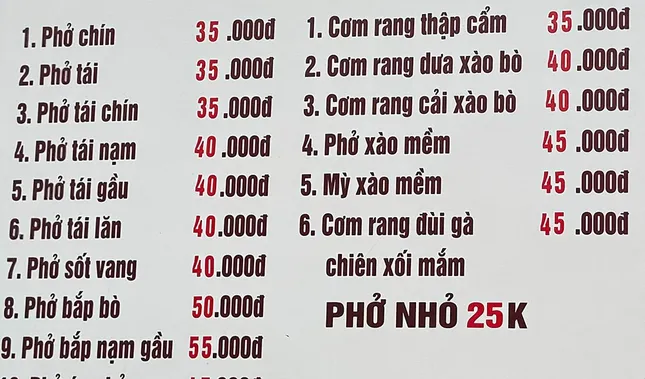 1. Phở chín 35.000đ
2. Phở tái 35.000đ
3. Phở tái chín 35.000đ
4. Phở tái nạm 40.000đ
5. Phở tái gầu 40.000đ
6. Phở tái lăn 40.000đ
7. Phở sốt vang 40.000đ
8. Phở bắp bò 50.000đ
9. Phở bắp nạm gầu 55.000đ
1. Cơm rang thập cẩm 35.000đ
2. Cơm rang dưa xào bò 40.000đ
3. Cơm rang cải xào bò 40.000đ
4. Phở xào mềm 45.000đ
5. Mỳ xào mềm 45.000đ
6. Cơm rang đùi gà 45.000đ
chiên xối mắm
PHỞ NHỎ 25K